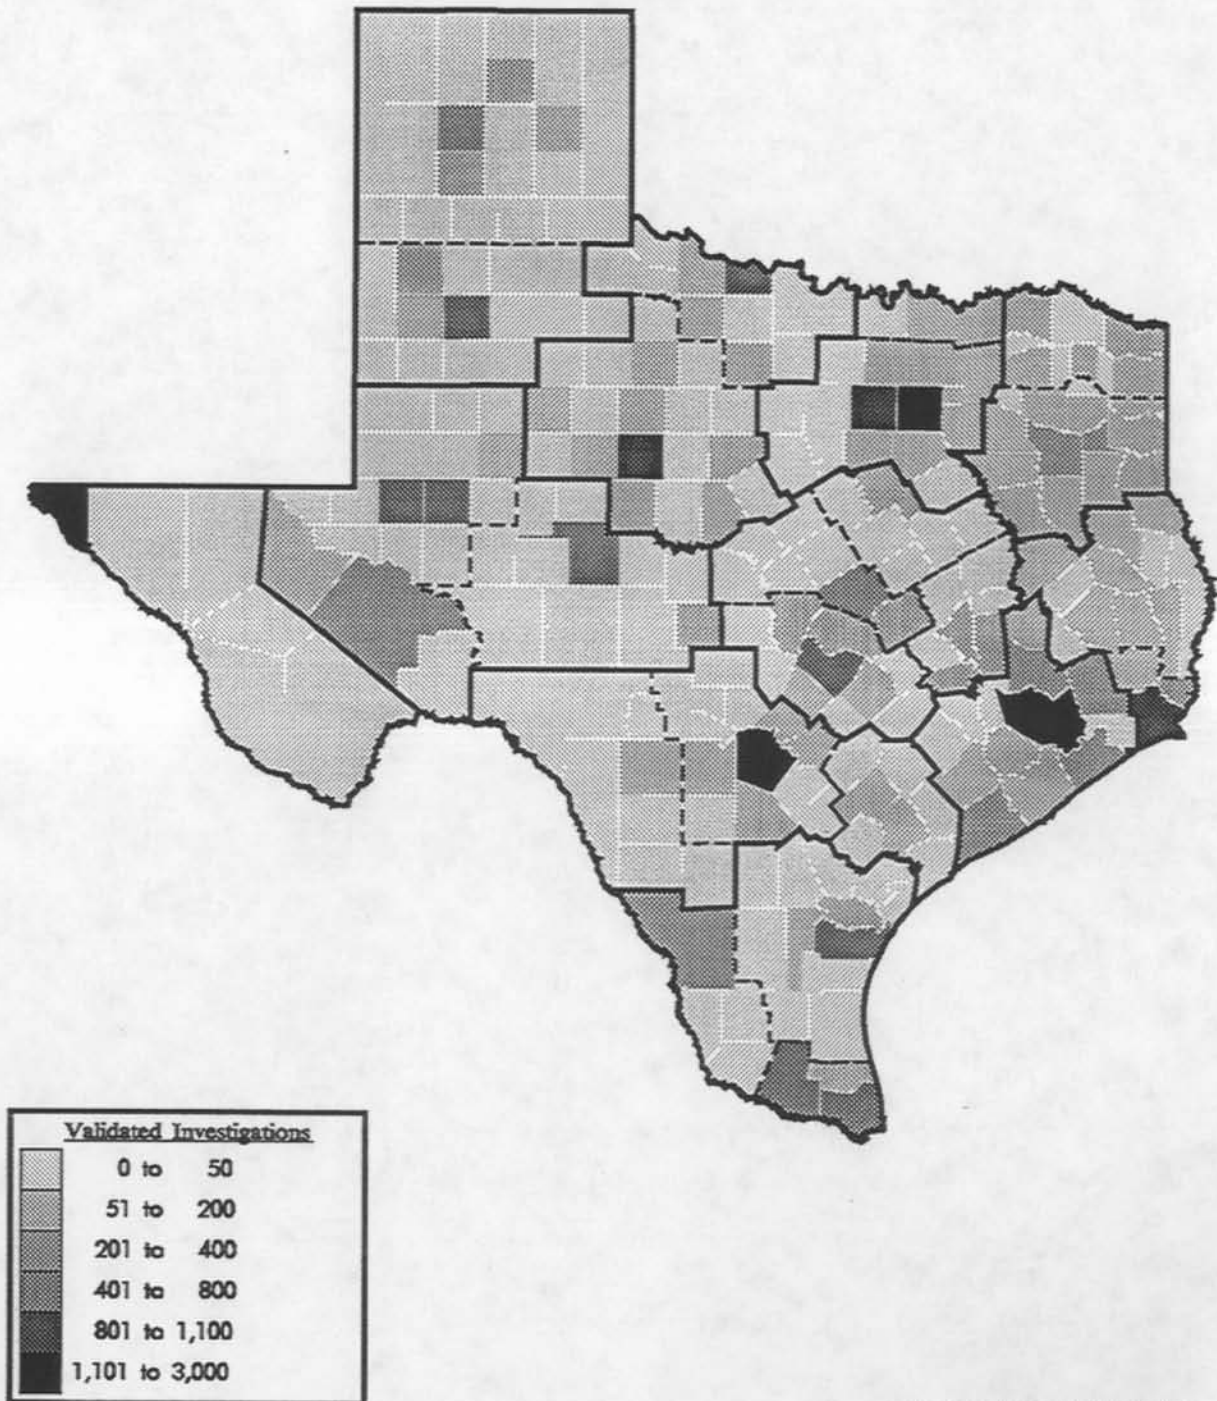 Validated Investigations
0 to 50
51 to 200
201 to 400
401 to 800
801 to 1,100
1,101 to 3,000